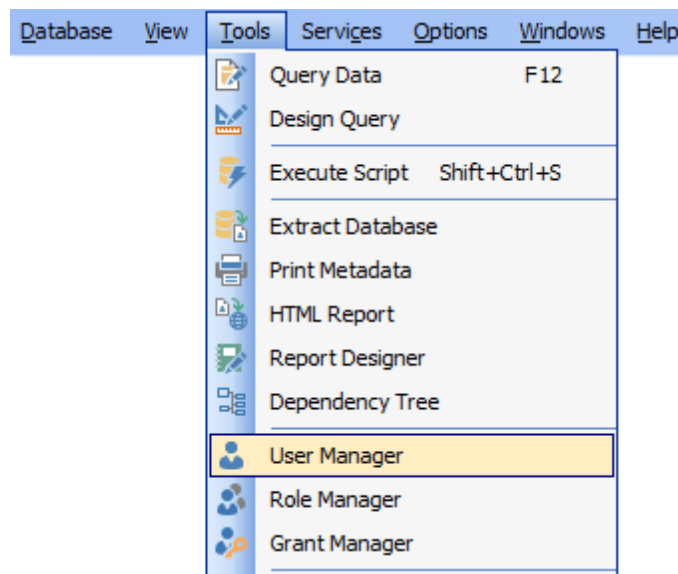 Database View Tools Services Options Windows Help
Query Data F12
Design Query
Execute Script Shift+Ctrl+S
Extract Database
Print Metadata
HTML Report
Report Designer
Dependency Tree
User Manager
Role Manager
Grant Manager